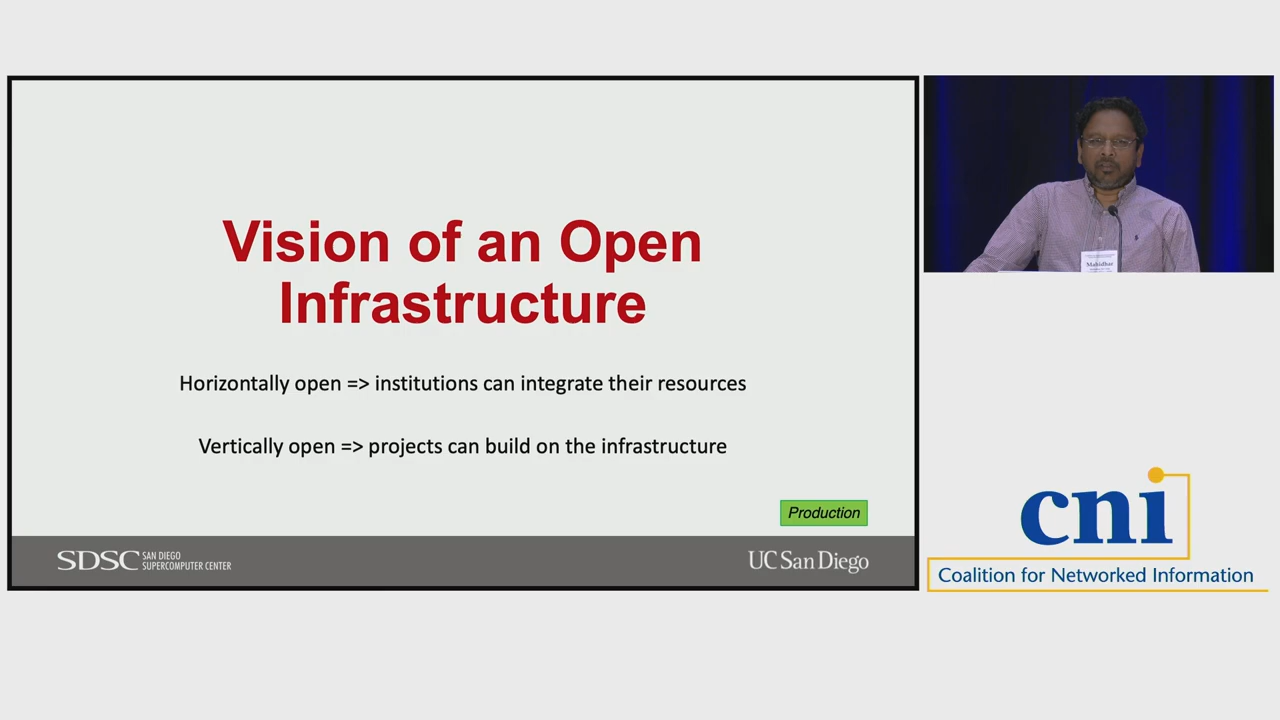 Vision of an Open
Infrastructure
Horizontally open => institutions can integrate their resources
Vertically open => projects can build on the infrastructure
Production
SDSC SAN DIEGO
SUPERCOMPUTER CENTER
UC San Diego
Mahidhar
cni
Coalition for Networked Information